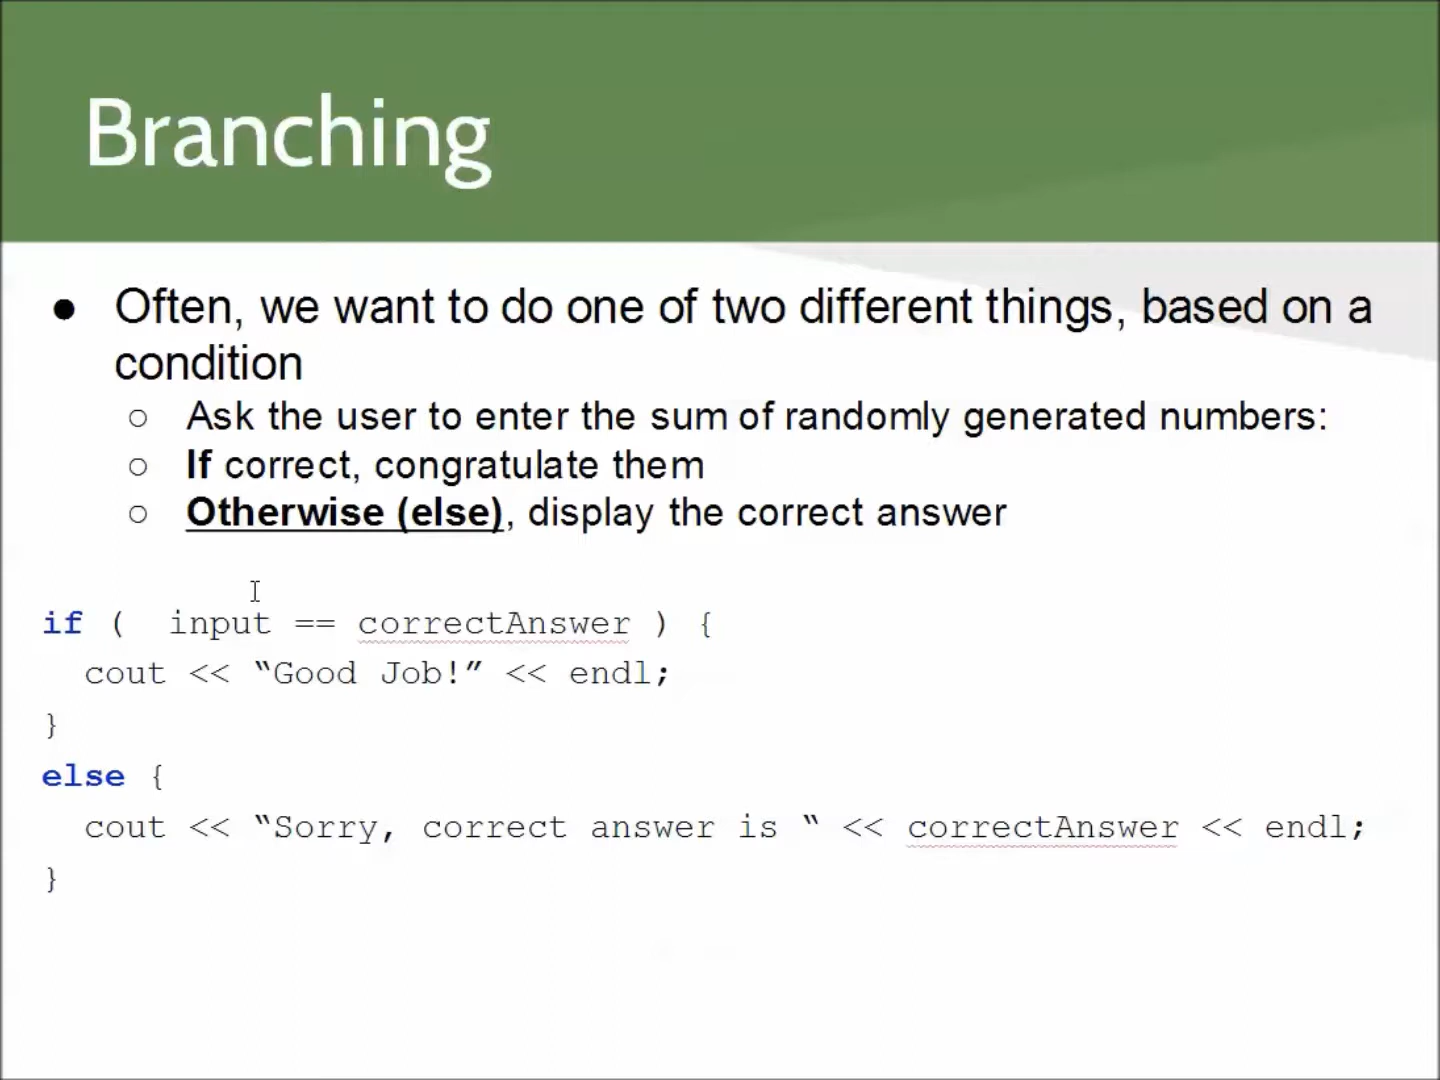 Branching
● Often, we want to do one of two different things, based on a
condition
○ Ask the user to enter the sum of randomly generated numbers:
○ If correct, congratulate them
○ Otherwise (else), display the correct answer
if (  input == correctAnswer ) {
  cout << “Good Job!” << endl;
}
else {
  cout << “Sorry, correct answer is “ << correctAnswer << endl;
}